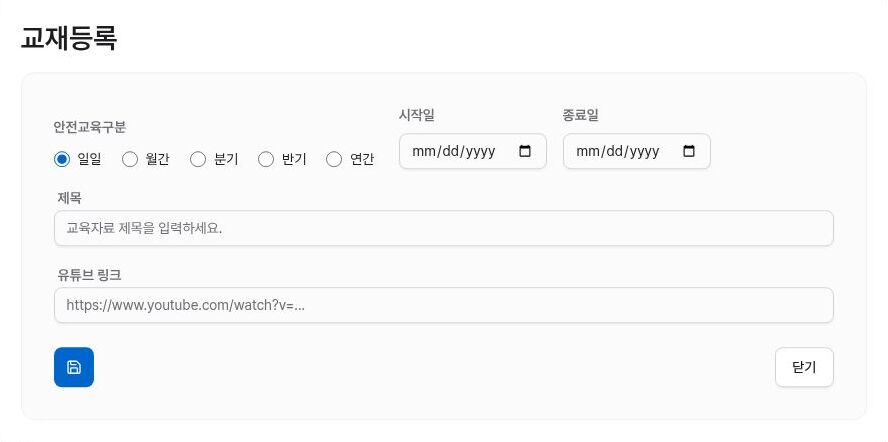 교재등록
안전교육구분
일일 월간 분기 반기 연간
시작일 종료일
mm/dd/yyyy mm/dd/yyyy
제목
교육자료 제목을 입력하세요.
유튜브 링크
https://www.youtube.com/watch?v=...
닫기